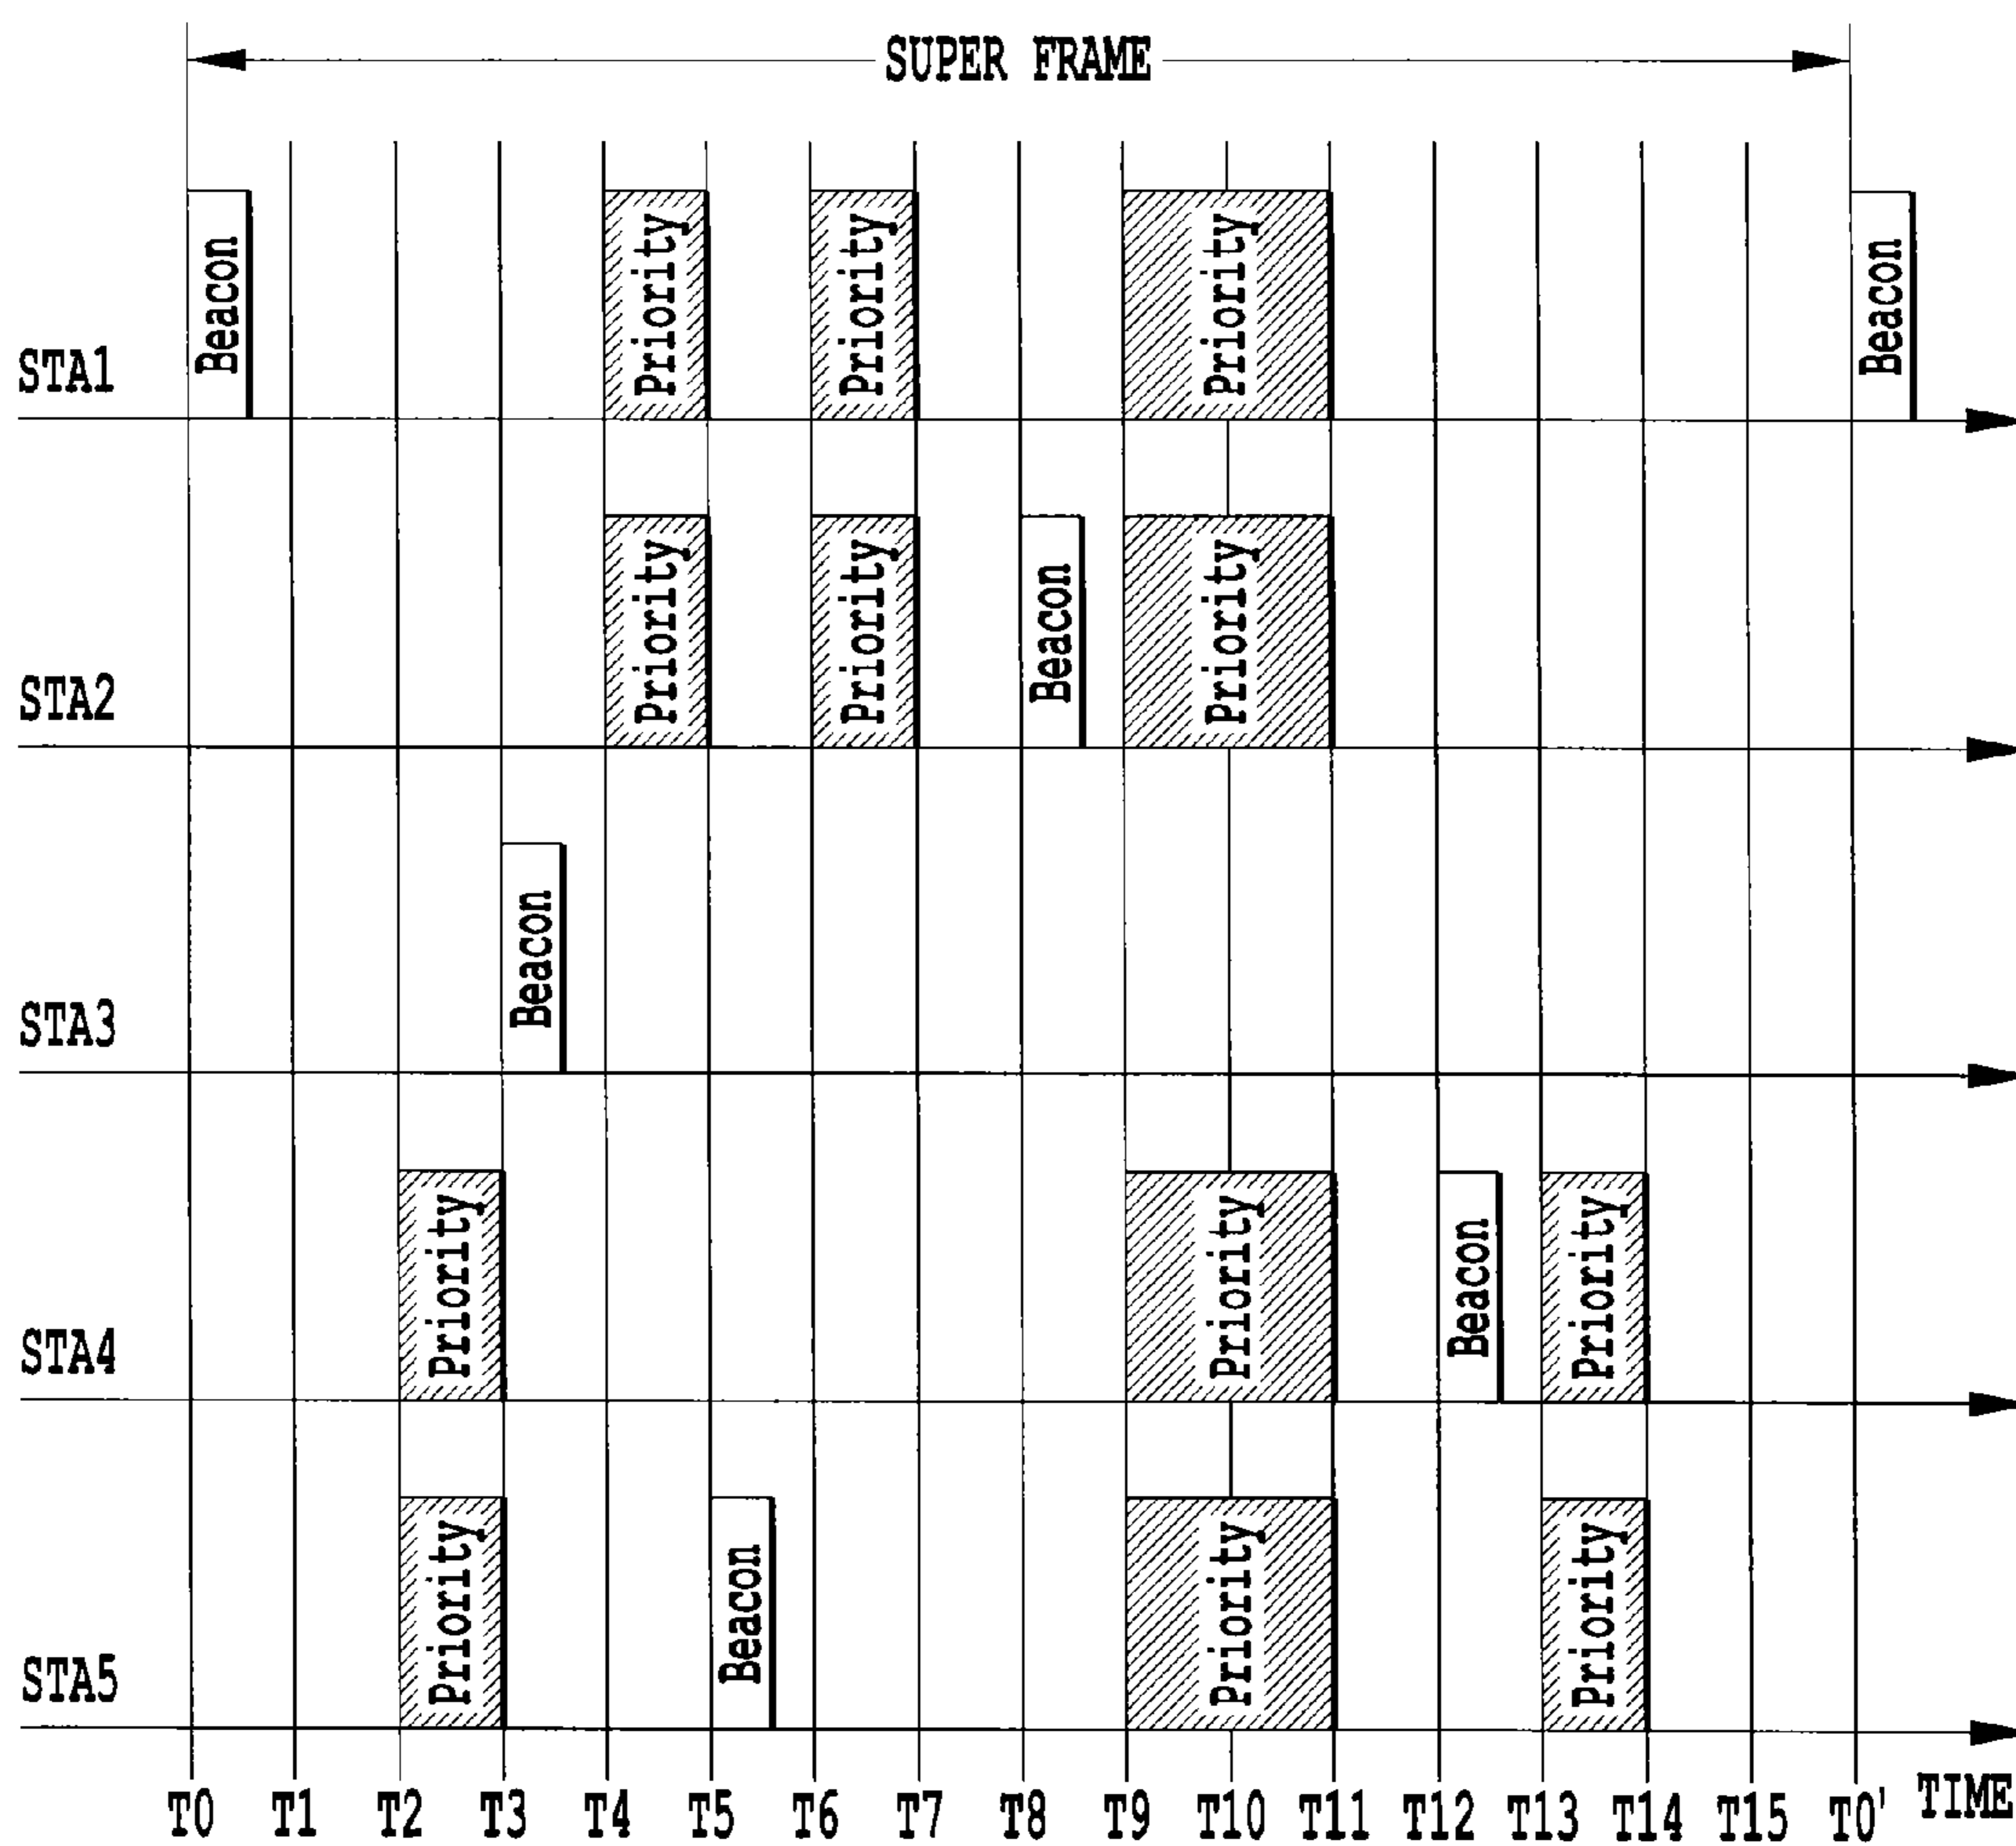 SUPER FRAME
STA1
Beacon
Priority
Priority
Priority
Beacon
STA2
Priority
Priority
Beacon
Priority
STA3
Beacon
STA4
Priority
Priority
Beacon
Priority
STA5
Priority
Beacon
Priority
Priority
T0 T1 T2 T3 T4 T5 T6 T7 T8 T9 T10 T11 T12 T13 T14 T15 T0' TIME